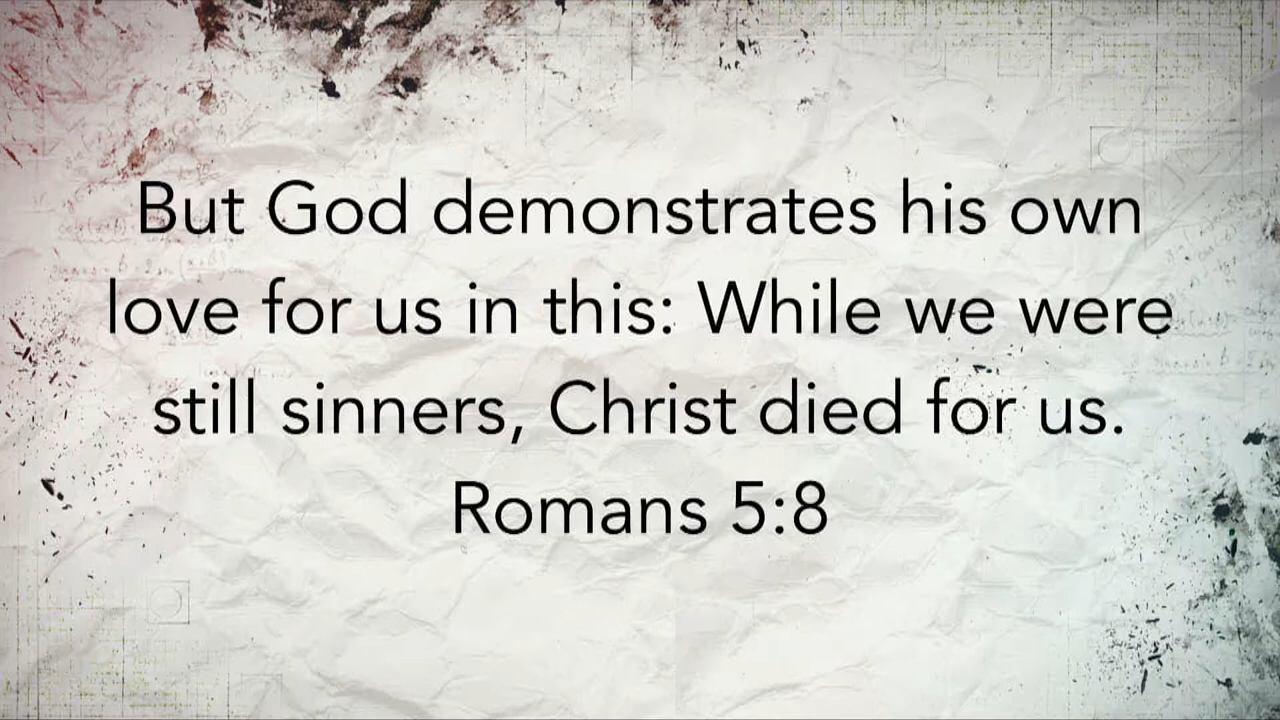 But God demonstrates his own
love for us in this: While we were
still sinners, Christ died for us.
Romans 5:8